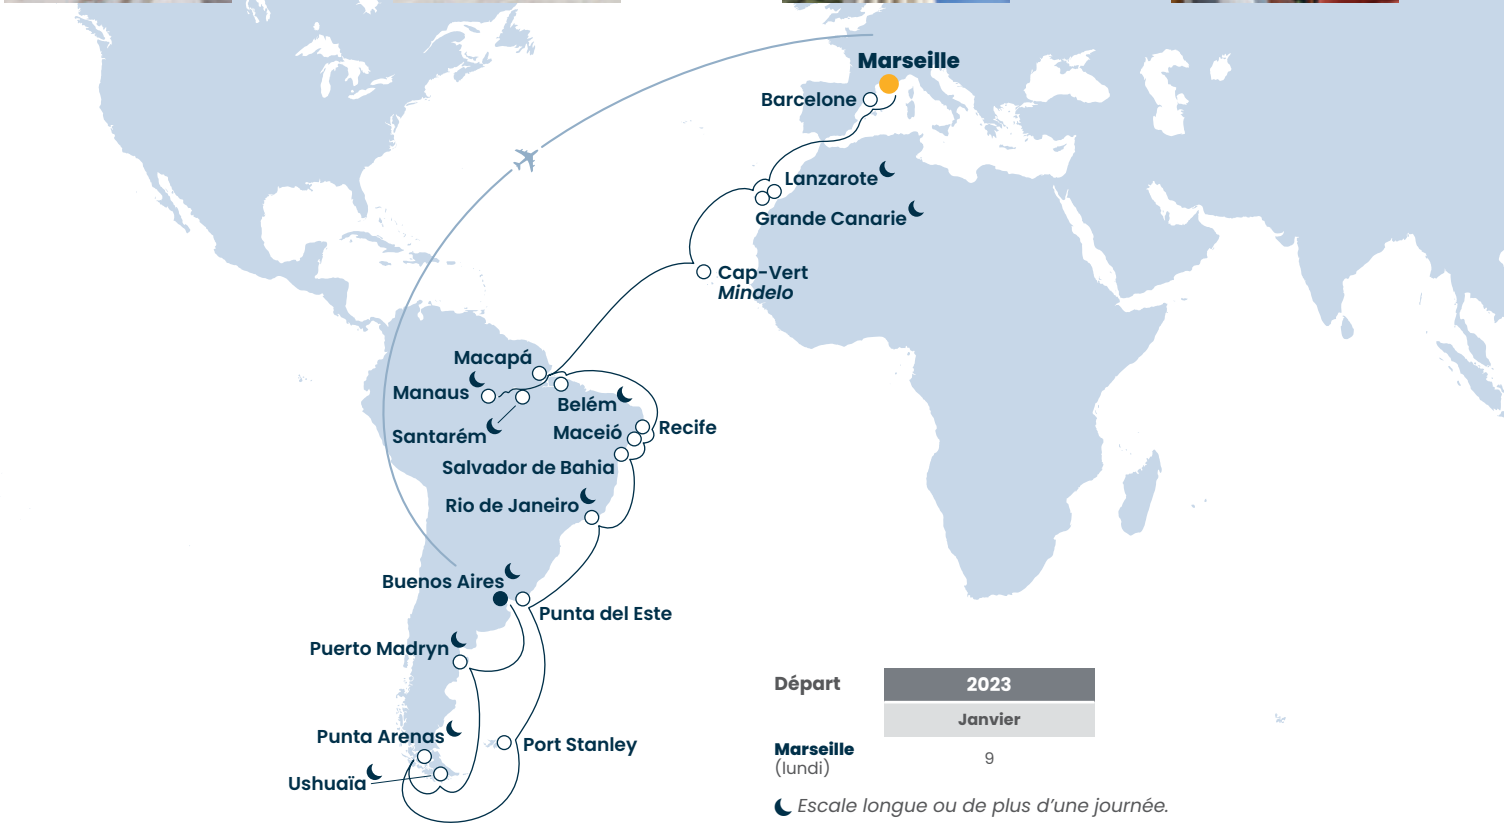 Marseille
Barcelone
Lanzarote
Grande Canarie
Cap-Vert
Mindelo
Macapá
Manaus
Belém
Santarém
Maceió
Recife
Salvador de Bahia
Rio de Janeiro
Buenos Aires
Punta del Este
Puerto Madryn
Punta Arenas
Port Stanley
Ushuaïa
Départ
2023
Janvier
Marseille
(lundi)
9
Escale longue ou de plus d’une journée.